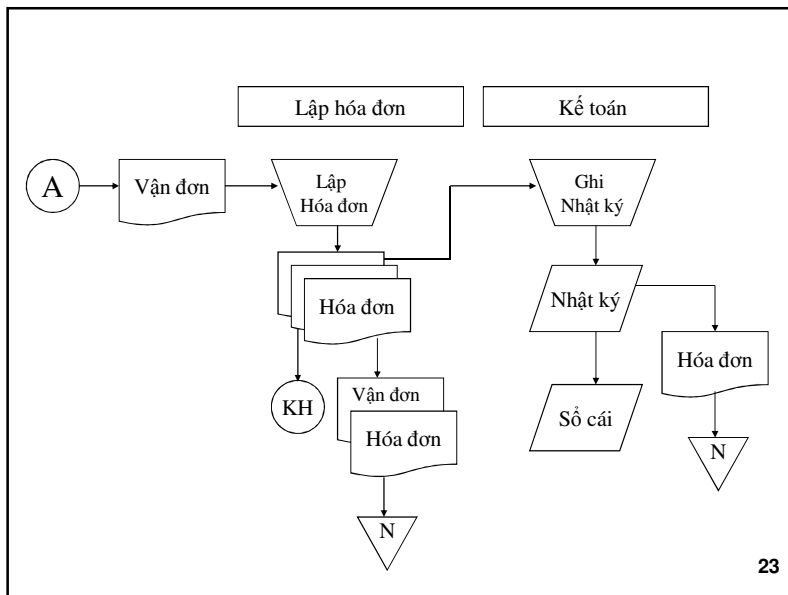 Lập hóa đơn
Kế toán
A
Vận đơn
Lập
Hóa đơn
Ghi
Nhật ký
Hóa đơn
Nhật ký
Hóa đơn
KH
Vận đơn
Hóa đơn
Sổ cái
N
N
23